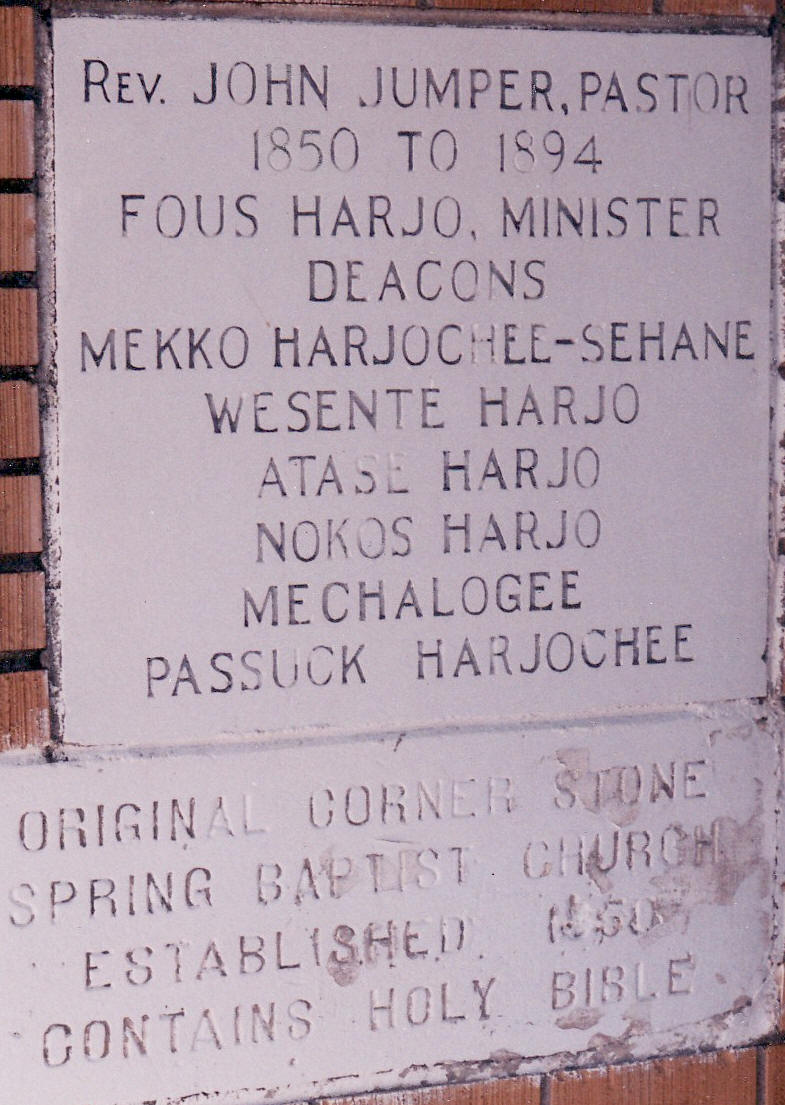 REV. JOHN JUMPER, PASTOR
1850 TO 1894
FOUS HARJO, MINISTER
DEACONS
MEKKO HARJOCHEE-SEHANE
WESENTE HARJO
ATASE HARJO
NOKOS HARJO
MECHALOGEE
PASSUCK HARJOCHEE
ORIGINAL CORNER STONE
SPRING BAPTIST CHURCH
ESTABLISHED 1850
CONTAINS HOLY BIBLE